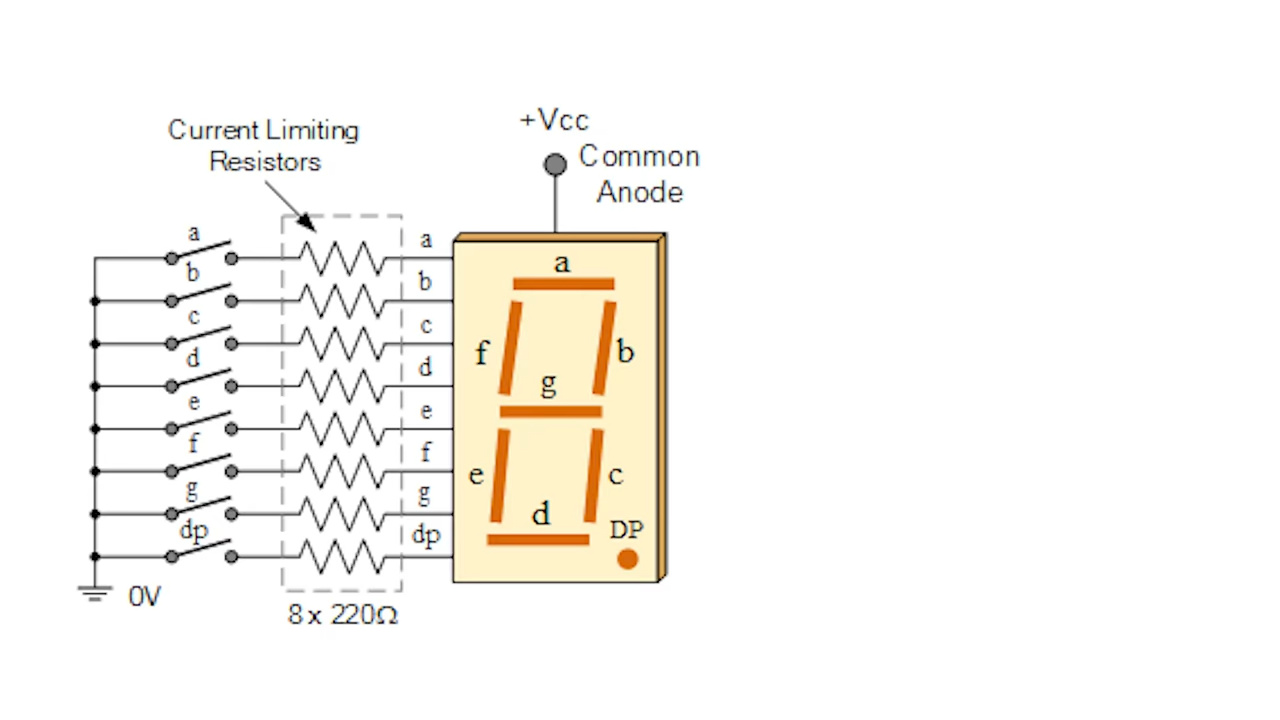 +Vcc
Common
Anode
Current Limiting
Resistors
a
b
c
d
e
f
g
dp
a
b
c
d
e
f
g
dp
a
f
b
g
e
c
d
DP
0V
8 x 220Ω